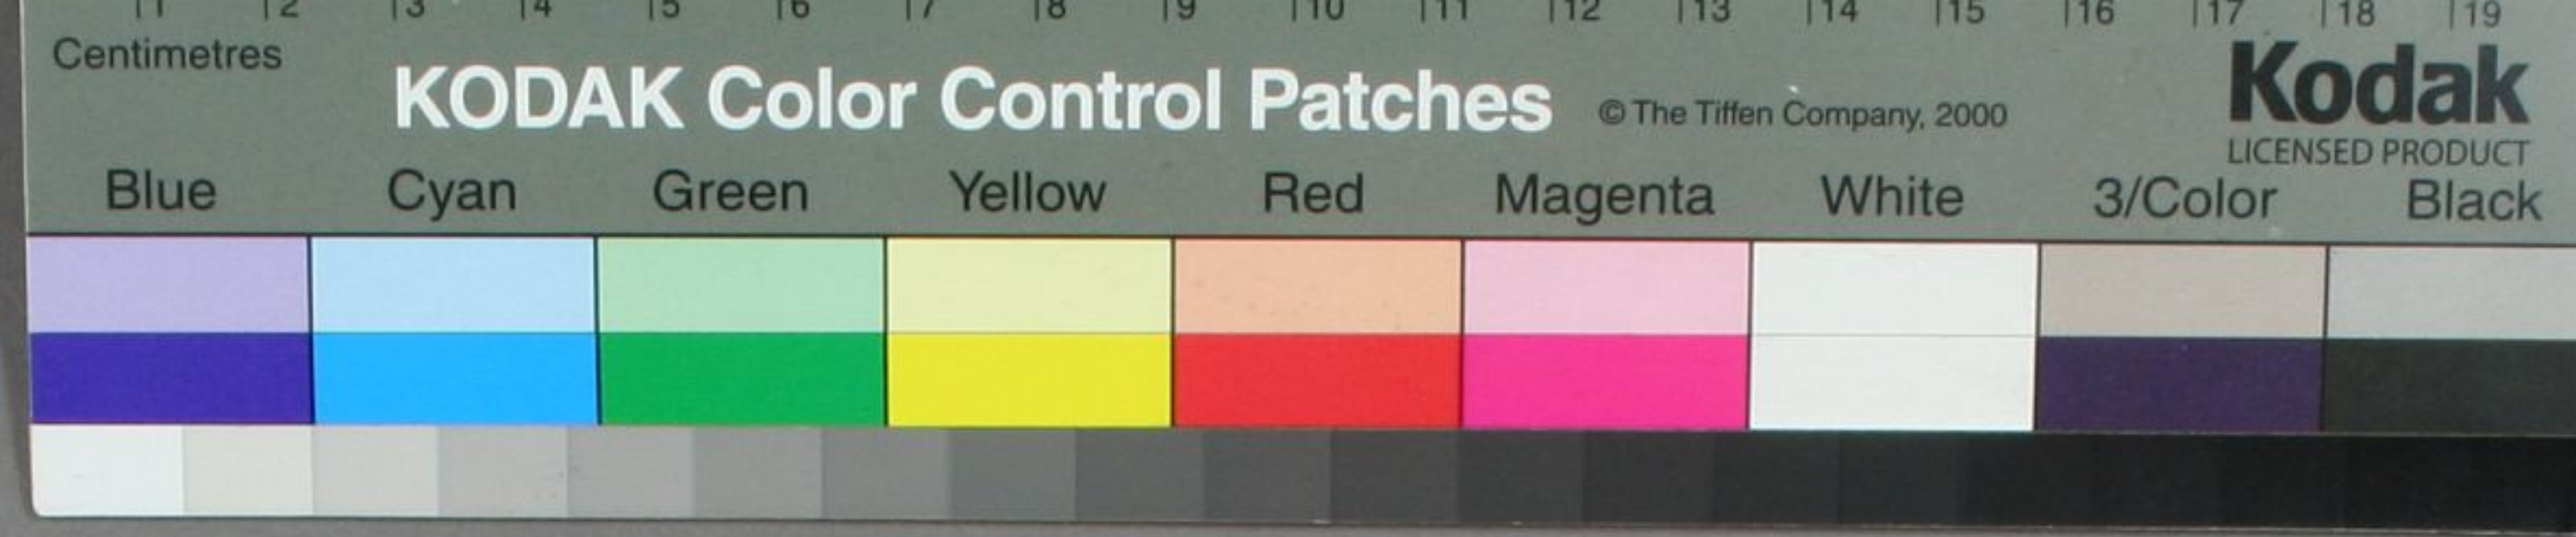 1 2 3 4 5 6 7 8 9 10 11 12 13 14 15 16 17 18 19
Centimetres
KODAK Color Control Patches © The Tiffen Company, 2000
Kodak
LICENSED PRODUCT
Blue Cyan Green Yellow Red Magenta White 3/Color Black